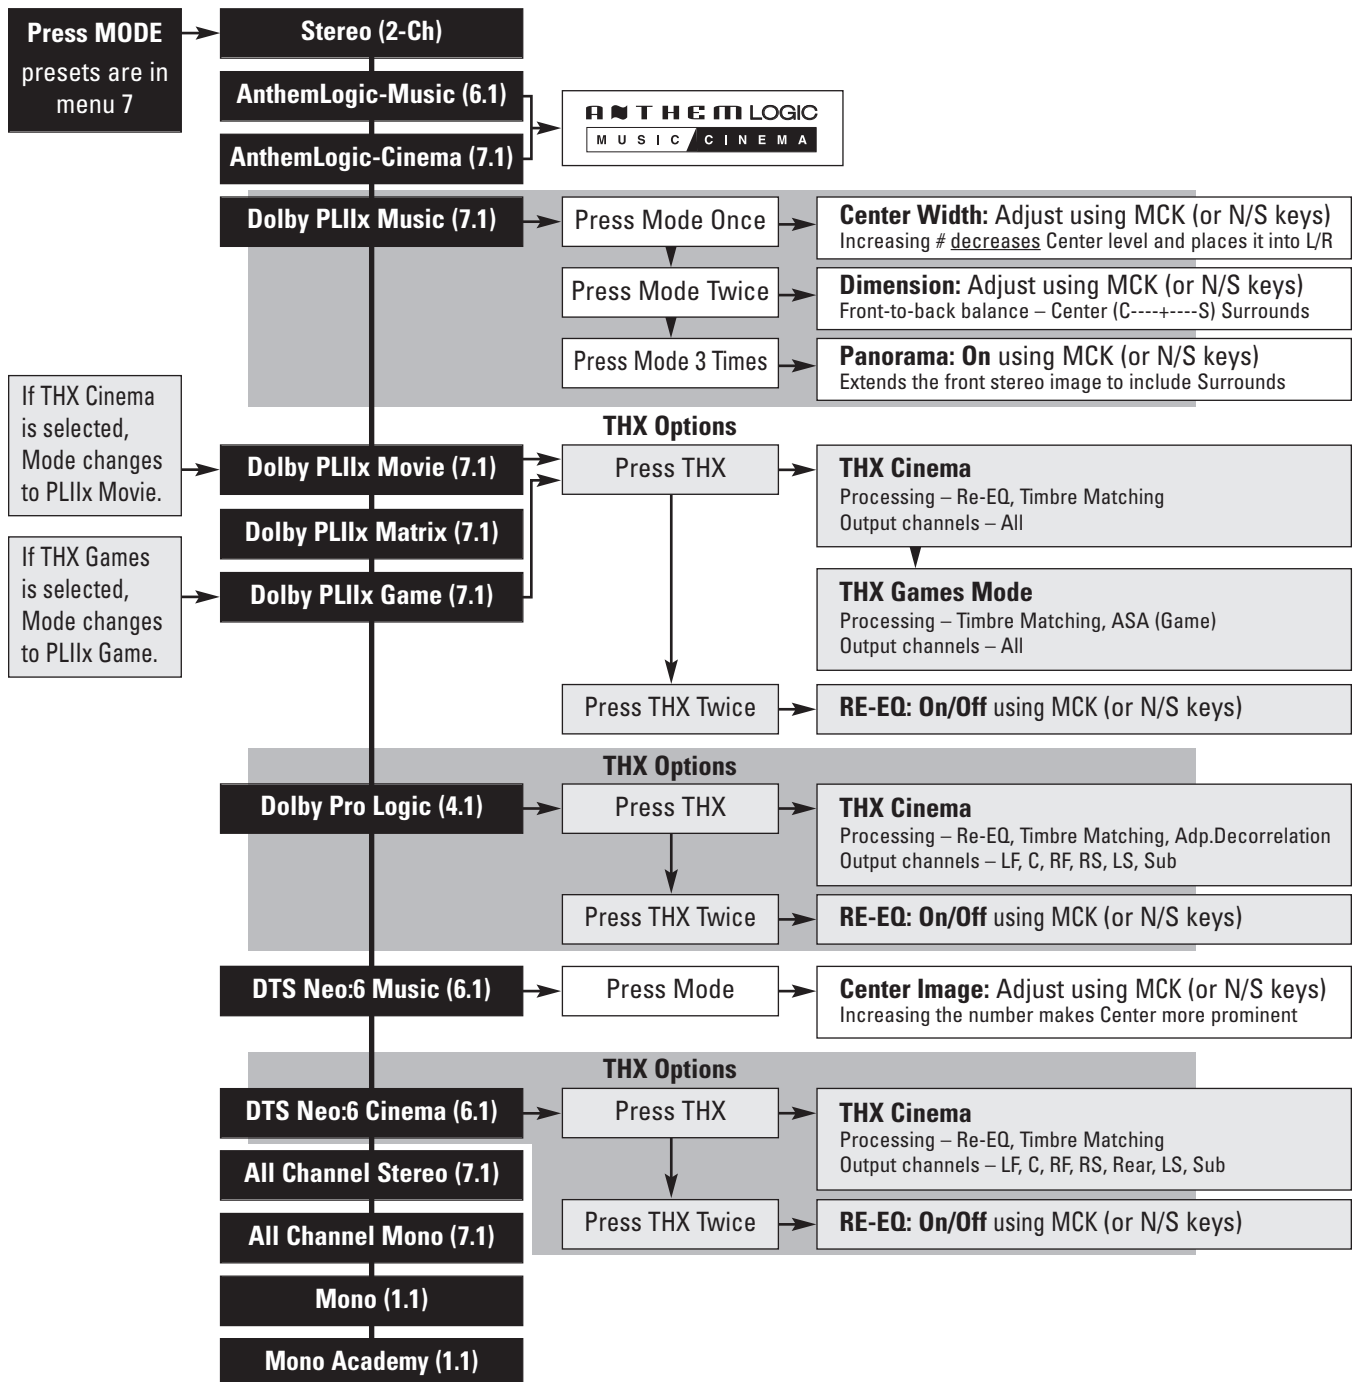 Press MODE
presets are in
menu 7
Stereo (2-Ch)
AnthemLogic-Music (6.1)
AnthemLogic-Cinema (7.1)
ANTHEM LOGIC
MUSIC / CINEMA
Dolby PLIIx Music (7.1)
Press Mode Once
Center Width: Adjust using MCK (or N/S keys)
Increasing # decreases Center level and places it into L/R
Press Mode Twice
Dimension: Adjust using MCK (or N/S keys)
Front-to-back balance – Center (C----+----S) Surrounds
Press Mode 3 Times
Panorama: On using MCK (or N/S keys)
Extends the front stereo image to include Surrounds
If THX Cinema
is selected,
Mode changes
to PLIIx Movie.
THX Options
Dolby PLIIx Movie (7.1)
Press THX
THX Cinema
Processing – Re-EQ, Timbre Matching
Output channels – All
Dolby PLIIx Matrix (7.1)
If THX Games
is selected,
Mode changes
to PLIIx Game.
Dolby PLIIx Game (7.1)
THX Games Mode
Processing – Timbre Matching, ASA (Game)
Output channels – All
Press THX Twice
RE-EQ: On/Off using MCK (or N/S keys)
THX Options
Dolby Pro Logic (4.1)
Press THX
THX Cinema
Processing – Re-EQ, Timbre Matching, Adp.Decorrelation
Output channels – LF, C, RF, RS, LS, Sub
Press THX Twice
RE-EQ: On/Off using MCK (or N/S keys)
DTS Neo:6 Music (6.1)
Press Mode
Center Image: Adjust using MCK (or N/S keys)
Increasing the number makes Center more prominent
THX Options
DTS Neo:6 Cinema (6.1)
Press THX
THX Cinema
Processing – Re-EQ, Timbre Matching
Output channels – LF, C, RF, RS, Rear, LS, Sub
All Channel Stereo (7.1)
Press THX Twice
RE-EQ: On/Off using MCK (or N/S keys)
All Channel Mono (7.1)
Mono (1.1)
Mono Academy (1.1)